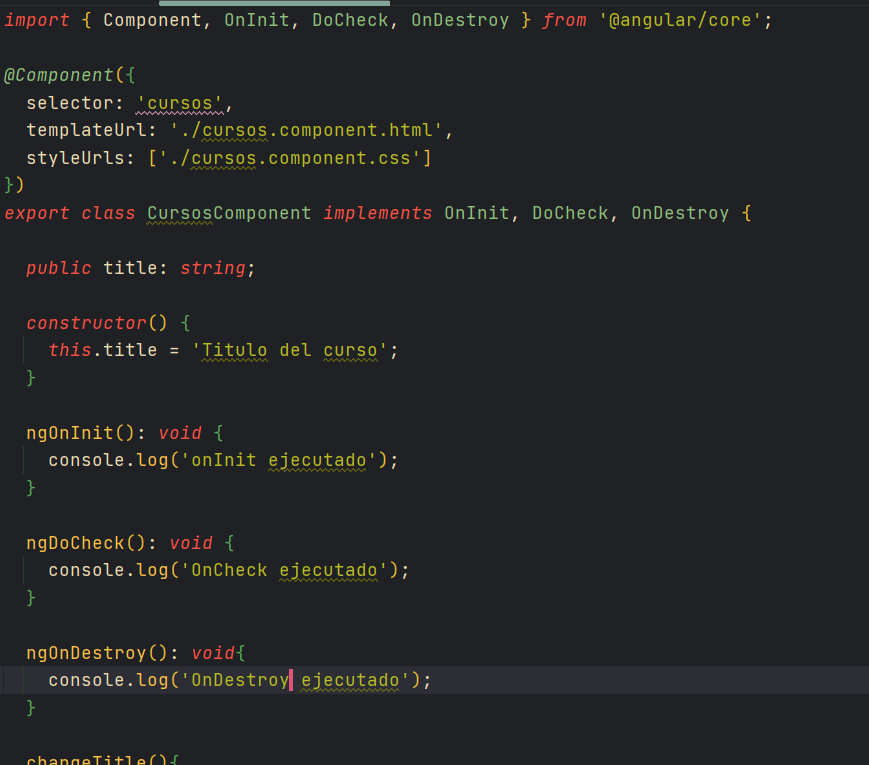 import { Component, OnInit, DoCheck, OnDestroy } from '@angular/core';
@Component({
selector: 'cursos',
templateUrl: './cursos.component.html',
styleUrls: ['./cursos.component.css']
})
export class CursosComponent implements OnInit, DoCheck, OnDestroy {
public title: string;
constructor() {
this.title = 'Titulo del curso';
}
ngOnInit(): void {
console.log('onInit ejecutado');
}
ngDoCheck(): void {
console.log('OnCheck ejecutado');
}
ngOnDestroy(): void{
console.log('OnDestroy ejecutado');
}
changeTitle(){